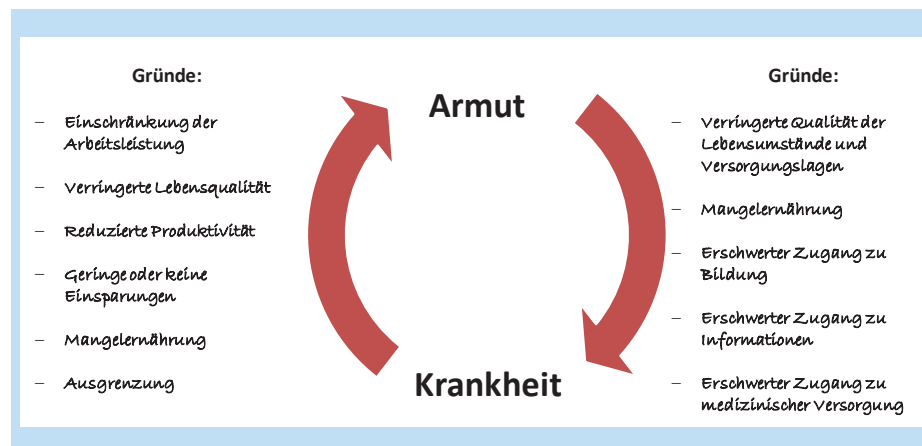 Gründe:
– Einschränkung der
Arbeitsleistung
– Verringerte Lebensqualität
– Reduzierte Produktivität
– Geringe oder keine
Einsparungen
– Mangelernährung
– Ausgrenzung
Armut
Krankheit
Gründe:
– Verringerte Qualität der
Lebensumstände und
Versorgungslagen
– Mangelernährung
– Erschwerter Zugang zu
Bildung
– Erschwerter Zugang zu
Informationen
– Erschwerter Zugang zu
medizinischer Versorgung